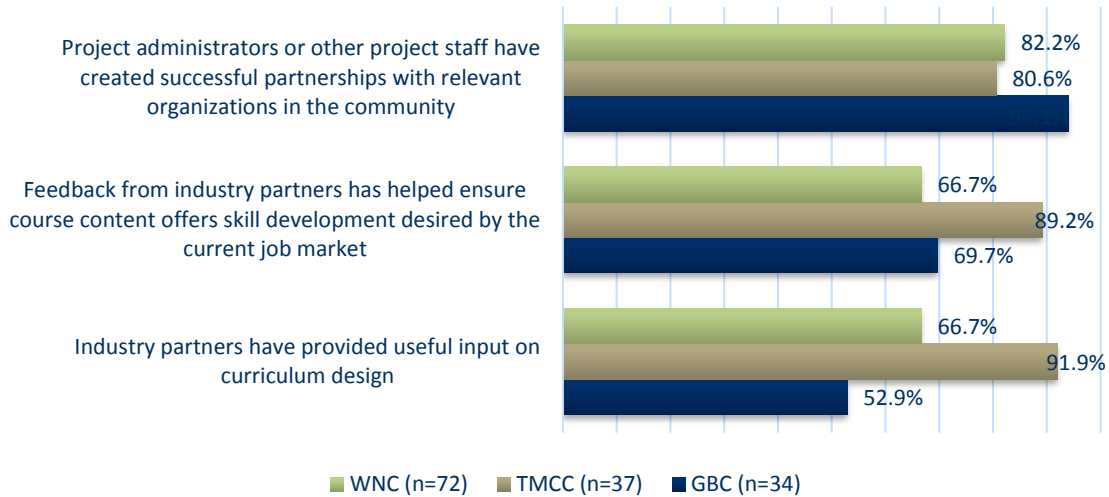 Project administrators or other project staff have
created successful partnerships with relevant
organizations in the community
82.2%
80.6%
94.1%
Feedback from industry partners has helped ensure
course content offers skill development desired by the
current job market
66.7%
89.2%
69.7%
Industry partners have provided useful input on
curriculum design
66.7%
91.9%
52.9%
WNC (n=72) TMCC (n=37) GBC (n=34)